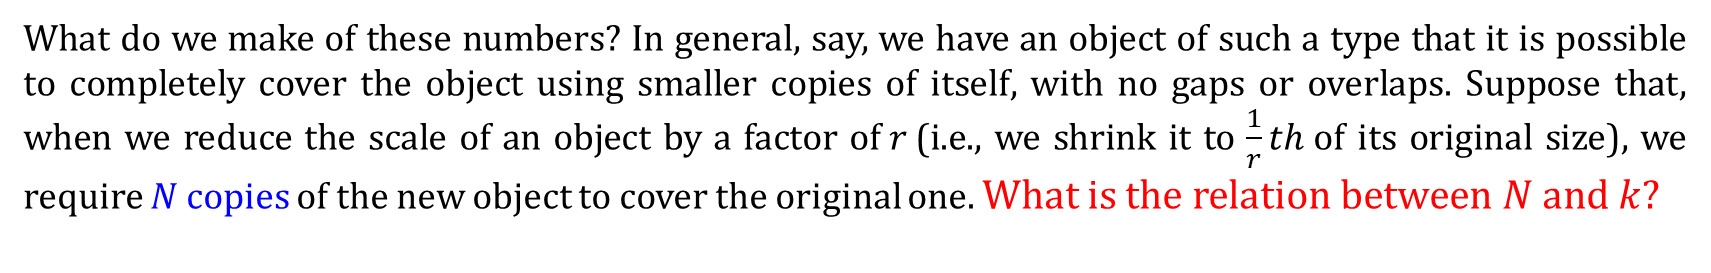 What do we make of these numbers? In general, say, we have an object of such a type that it is possible
to completely cover the object using smaller copies of itself, with no gaps or overlaps. Suppose that,
when we reduce the scale of an object by a factor of r (i.e., we shrink it to 1/r th of its original size), we
require N copies of the new object to cover the original one. What is the relation between N and k?